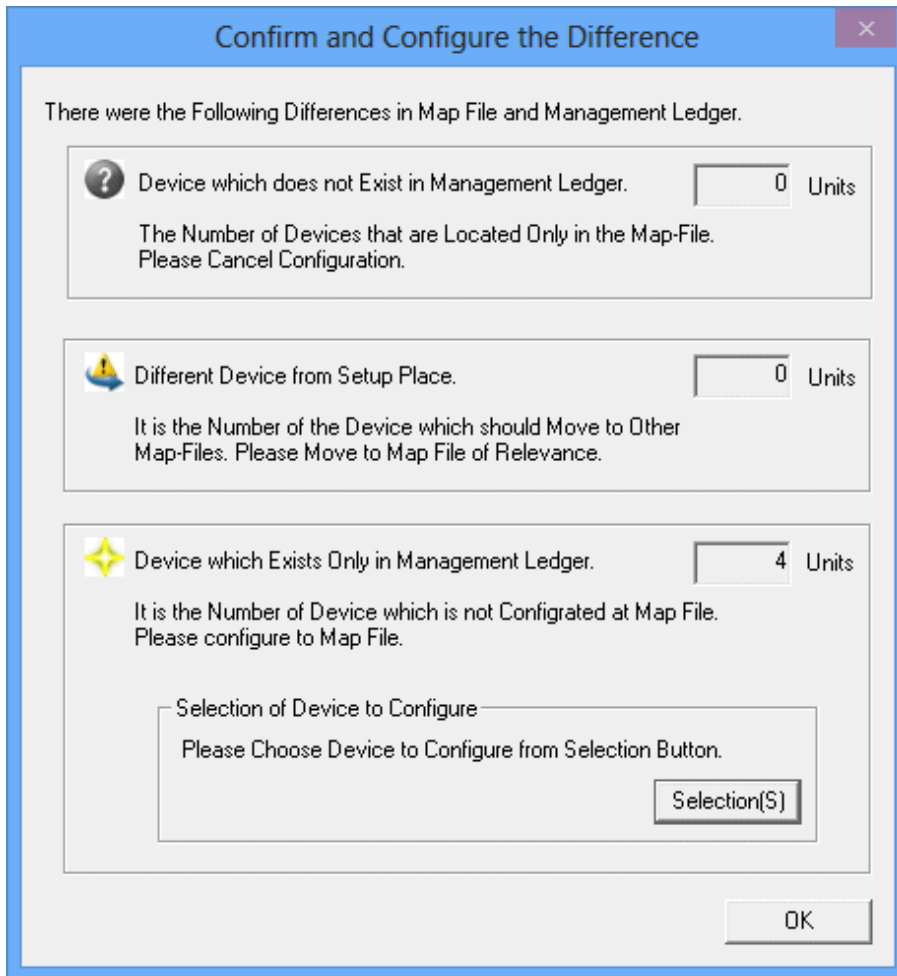 Confirm and Configure the Difference
There were the Following Differences in Map File and Management Ledger.
Device which does not Exist in Management Ledger. 0 Units
The Number of Devices that are Located Only in the Map-File.
Please Cancel Configuration.
Different Device from Setup Place. 0 Units
It is the Number of the Device which should Move to Other
Map-Files. Please Move to Map File of Relevance.
Device which Exists Only in Management Ledger. 4 Units
It is the Number of Device which is not Configrated at Map File.
Please configure to Map File.
Selection of Device to Configure
Please Choose Device to Configure from Selection Button.
Selection(S)
OK